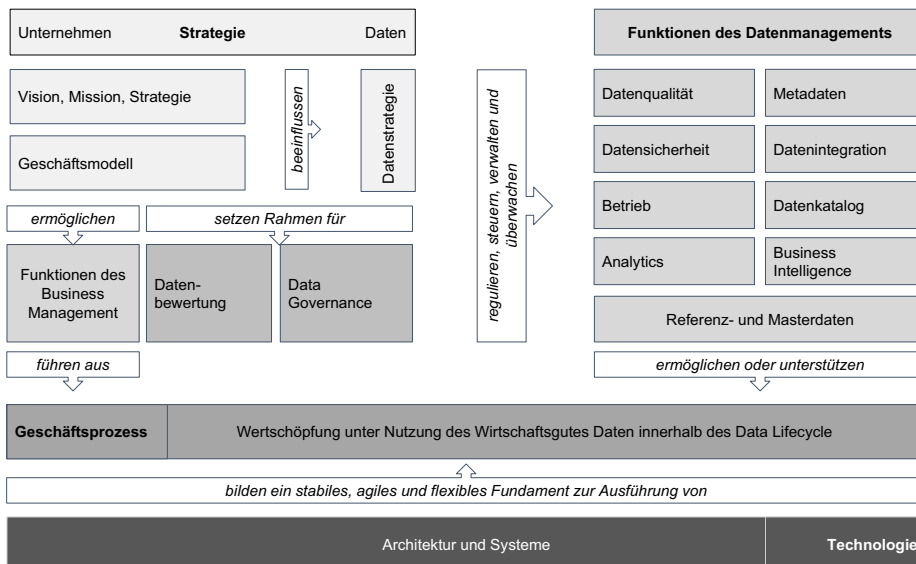 Unternehmen Strategie Daten
Vision, Mission, Strategie
Geschäftsmodell
beeinflussen
Datenstrategie
ermöglichen
setzen Rahmen für
Funktionen des
Business
Management
Daten-
bewertung
Data
Governance
führen aus
regulieren, steuern, verwalten und
überwachen
Funktionen des Datenmanagements
Datenqualität
Metadaten
Datensicherheit
Datenintegration
Betrieb
Datenkatalog
Analytics
Business
Intelligence
Referenz- und Masterdaten
ermöglichen oder unterstützen
Geschäftsprozess
Wertschöpfung unter Nutzung des Wirtschaftsgutes Daten innerhalb des Data Lifecycle
bilden ein stabiles, agiles und flexibles Fundament zur Ausführung von
Architektur und Systeme
Technologie